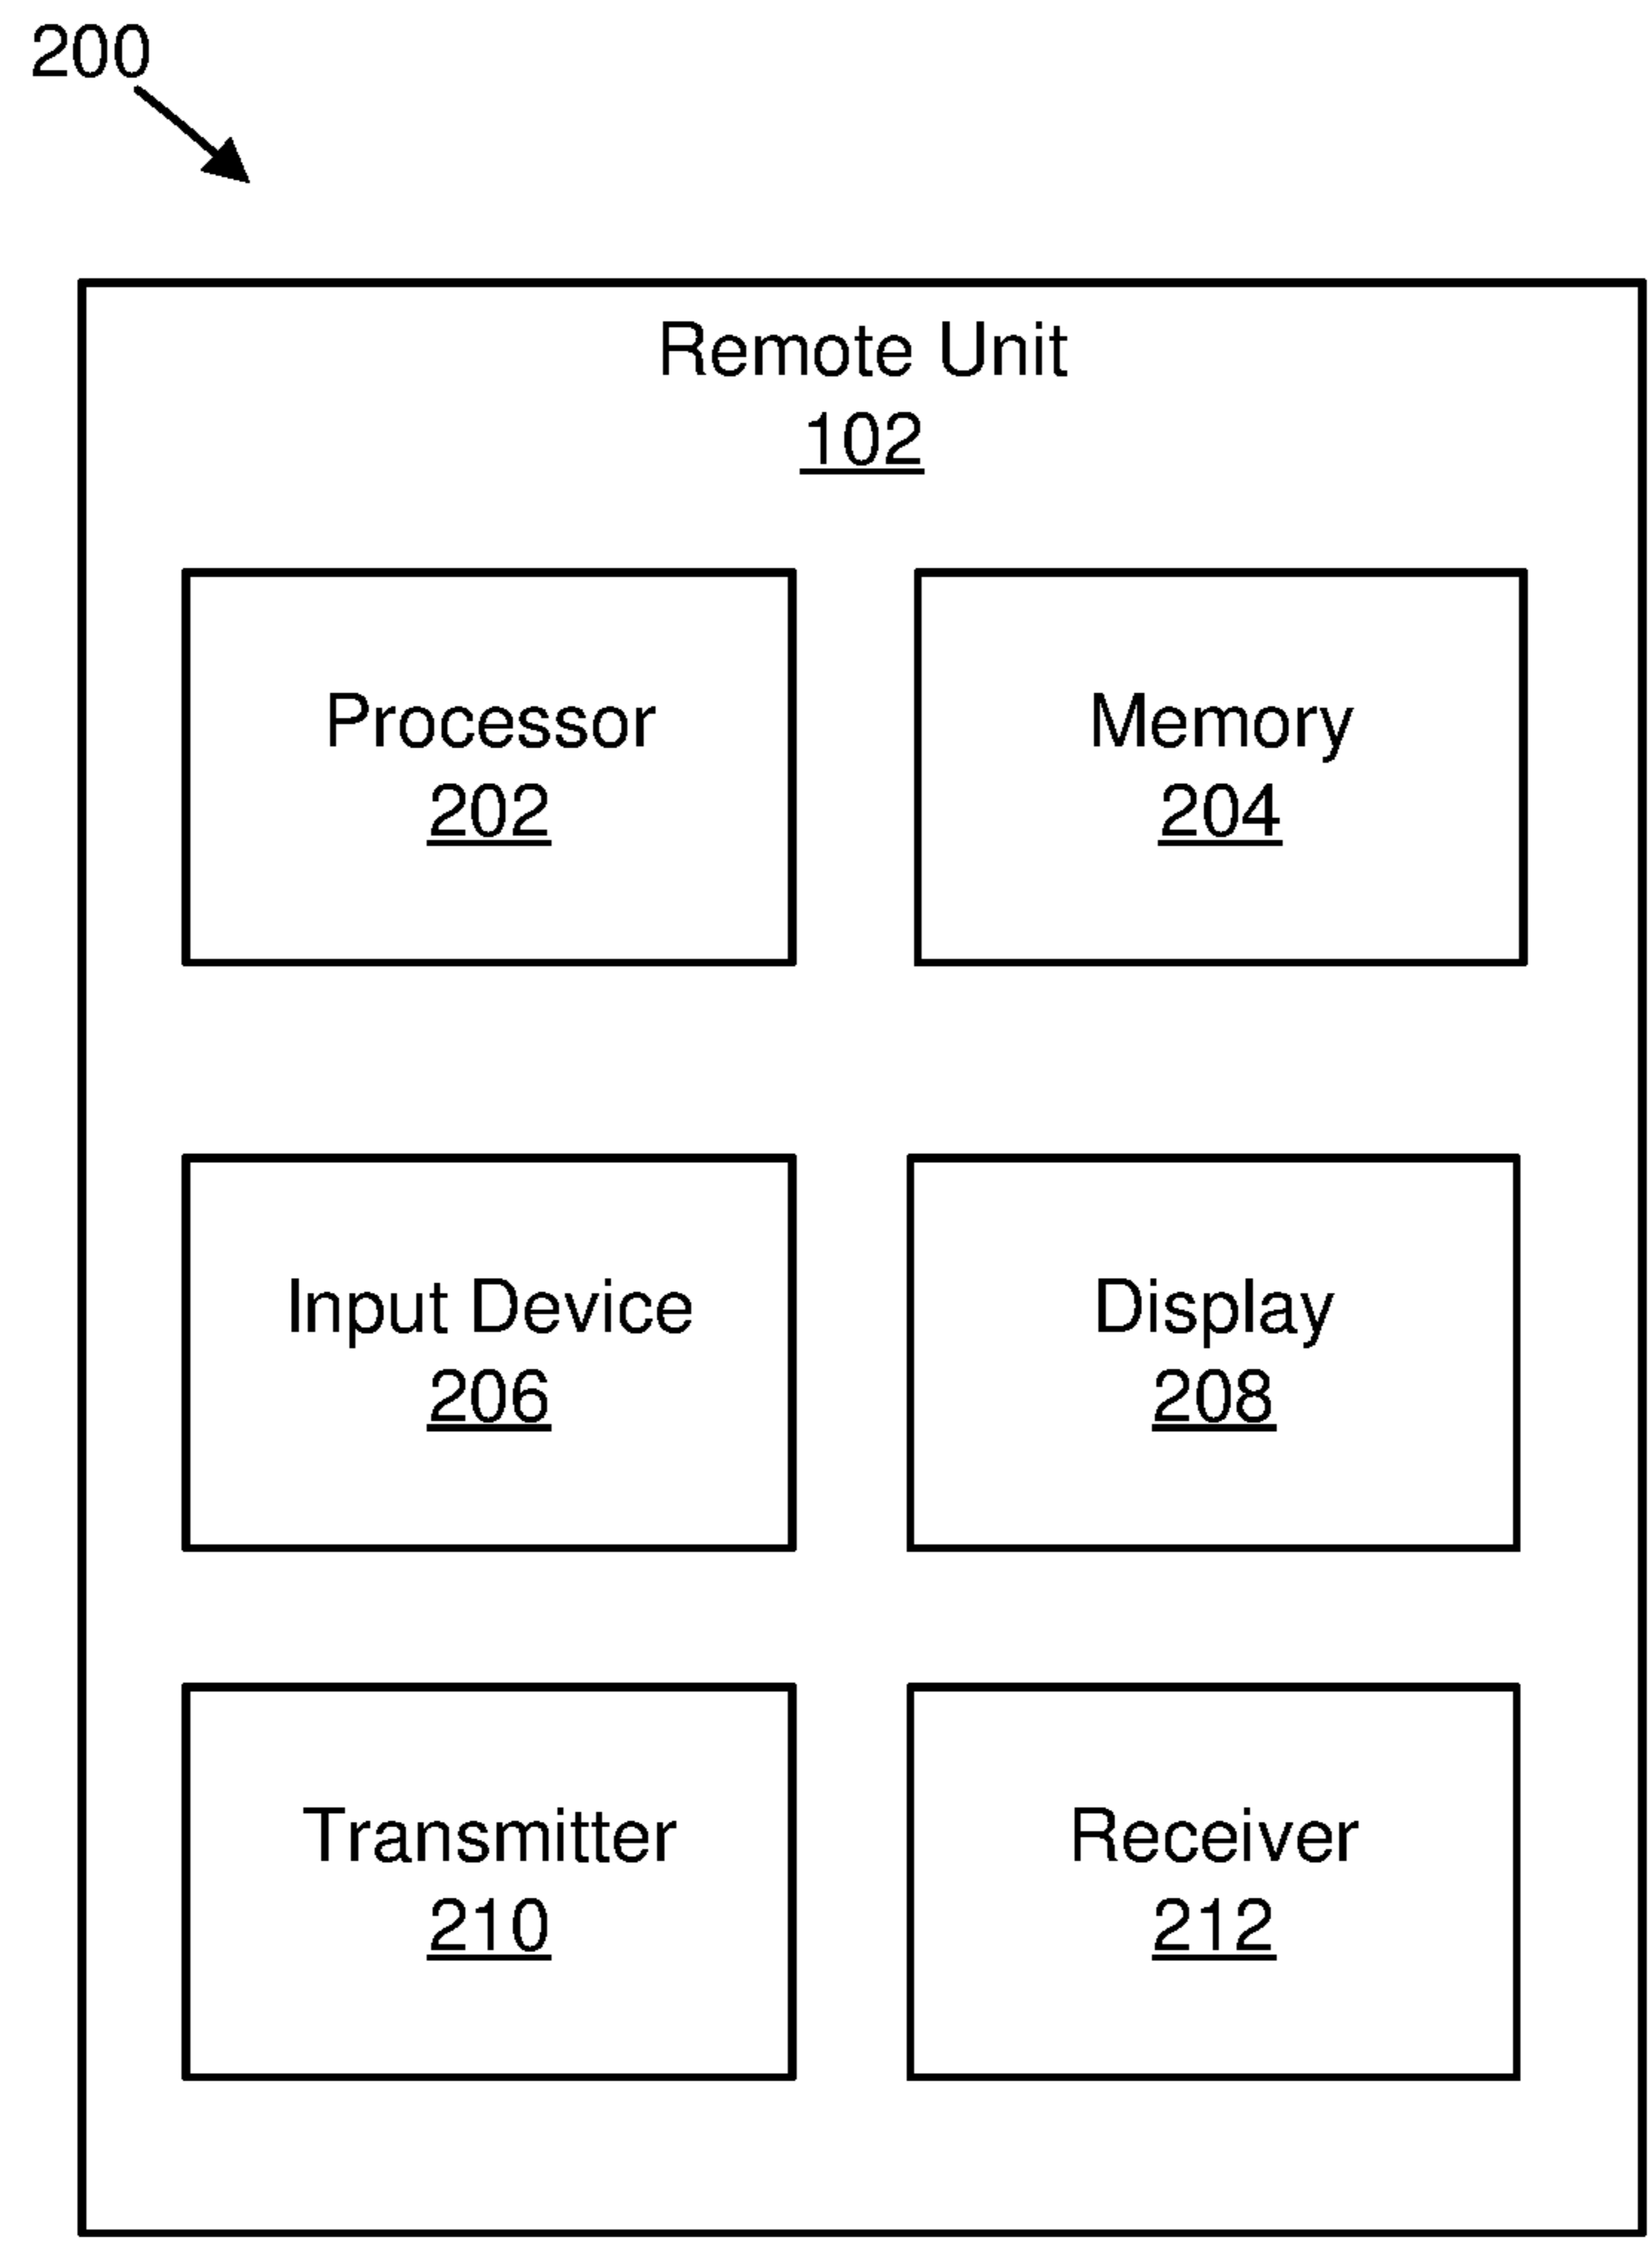 200
Remote Unit
102
Processor
202
Memory
204
Input Device
206
Display
208
Transmitter
210
Receiver
212